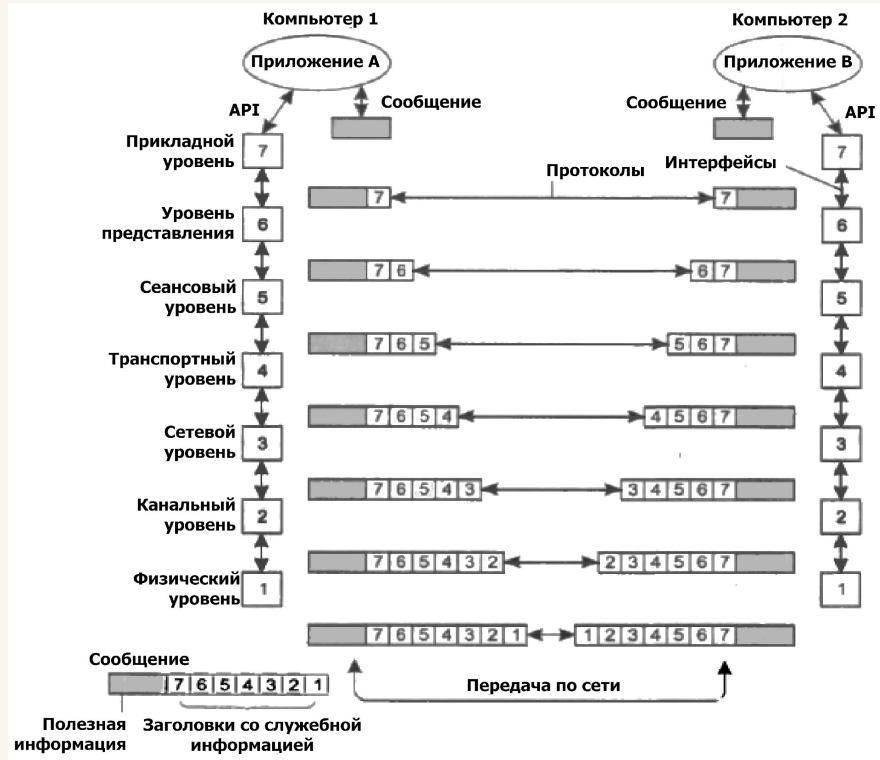 Компьютер 1
Компьютер 2
Приложение А
Приложение В
API
Сообщение
Сообщение
API
Прикладной
уровень
7
7
Интерфейсы
Протоколы
7
7
Уровень
представления
6
6
7 6
6 7
Сеансовый
уровень
5
5
7 6 5
5 6 7
Транспортный
уровень
4
4
7 6 5 4
4 5 6 7
Сетевой
уровень
3
3
7 6 5 4 3
3 4 5 6 7
Канальный
уровень
2
2
7 6 5 4 3 2
2 3 4 5 6 7
Физический
уровень
1
1
7 6 5 4 3 2 1
1 2 3 4 5 6 7
Сообщение
7 6 5 4 3 2 1
Передача по сети
Полезная
информация
Заголовки со служебной
информацией